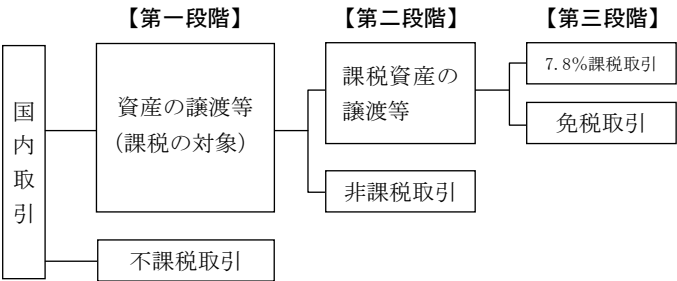 【第一段階】
【第二段階】
【第三段階】
国内取引
資産の譲渡等
(課税の対象)
不課税取引
課税資産の
譲渡等
非課税取引
7.8%課税取引
免税取引